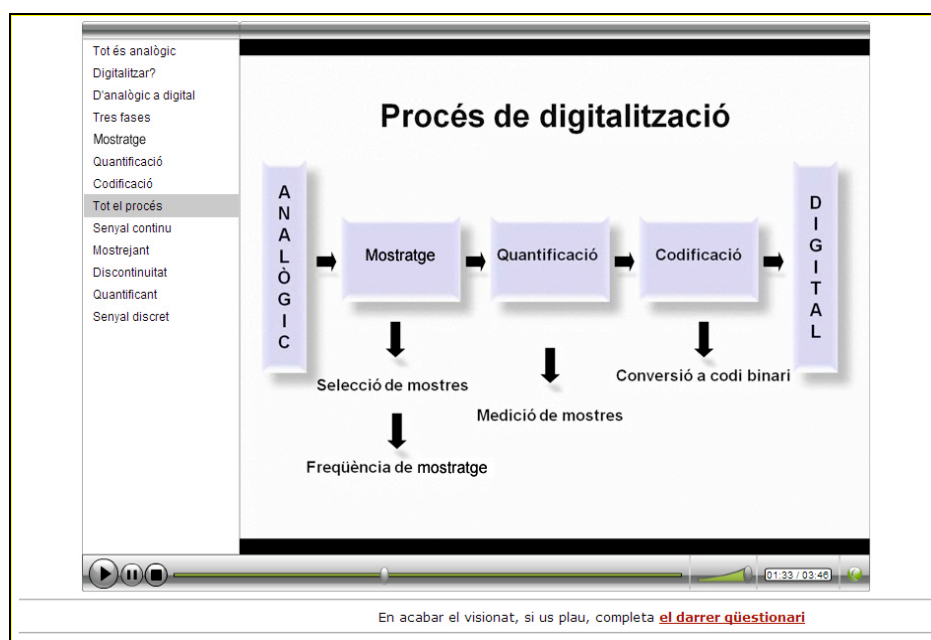 Tot és analògic
Digitalitzar?
D'analògic a digital
Tres fases
Mostratge
Quantificació
Codificació
Tot el procés
Senyal continu
Mostrejant
Discontinuitat
Quantificant
Senyal discret
Procés de digitalització
ANALÒGIC
Mostratge
Quantificació
Codificació
DIGITAL
Selecció de mostres
Medició de mostres
Conversió a codi binari
Freqüència de mostratge
01:33 / 03:46
En acabar el visionat, si us plau, completa el darrer qüestionari